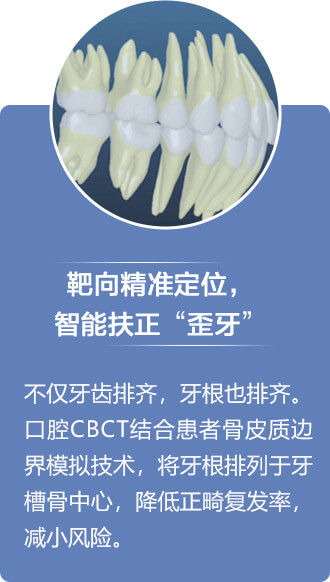 靶向精准定位，
智能扶正“歪牙”
不仅牙齿排齐，牙根也排齐。
口腔CBCT结合患者骨皮质边
界模拟技术，将牙根排列于牙
槽骨中心，降低正畸复发率，
减小风险。